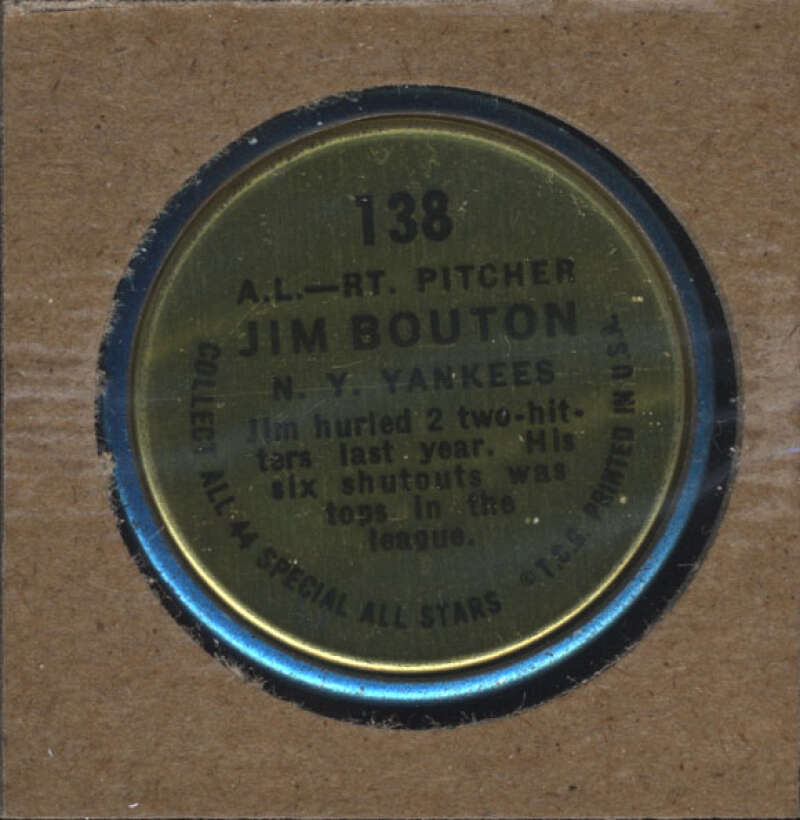 138
A.L.—RT. PITCHER
JIM BOUTON
N. Y. YANKEES
Jim hurled 2 two-hit-
ters last year. His
six shutouts was
tops in the
league.
COLLECT ALL 44 SPECIAL ALL STARS
© T.C.G. PRINTED IN U.S.A.